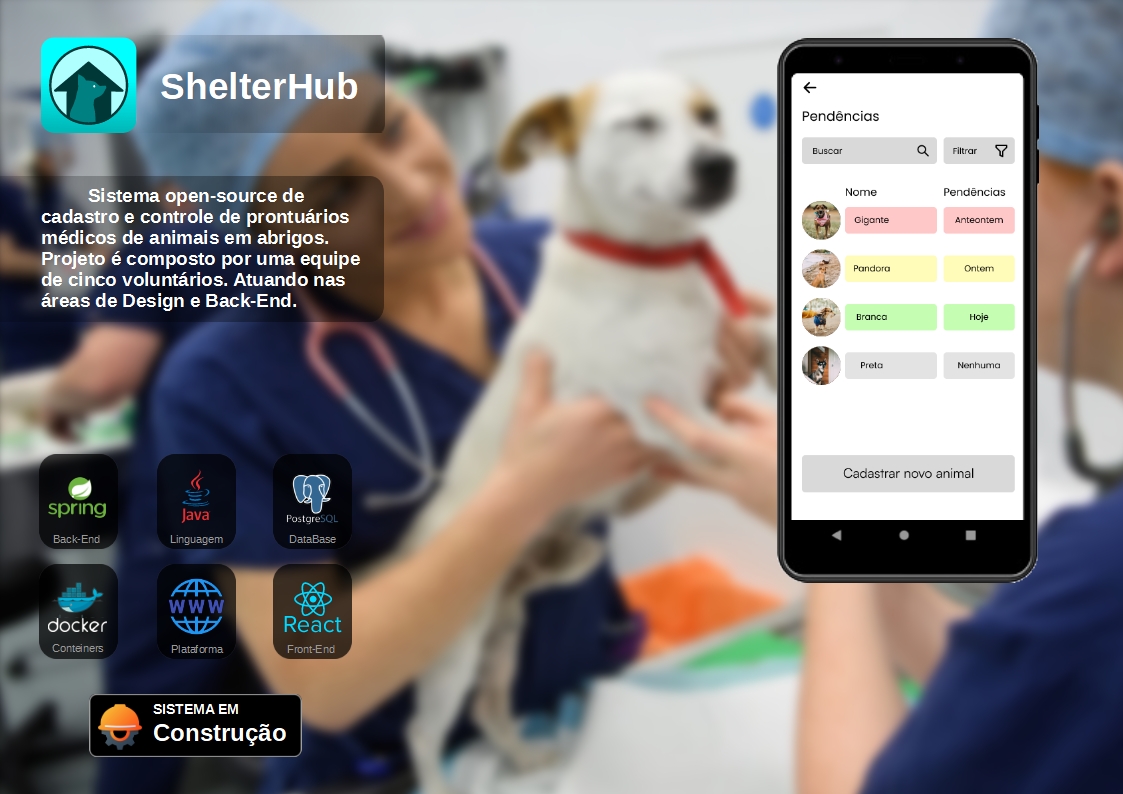 ShelterHub
Sistema open-source de
cadastro e controle de prontuários
médicos de animais em abrigos.
Projeto é composto por uma equipe
de cinco voluntários. Atuando nas
áreas de Design e Back-End.
spring
Back-End
Java
Linguagem
PostgreSQL
DataBase
docker
Conteiners
WWW
Plataforma
React
Front-End
SISTEMA EM
Construção
Pendências
Buscar Filtrar
Nome Pendências
Gigante Anteontem
Pandora Ontem
Branca Hoje
Preta Nenhuma
Cadastrar novo animal